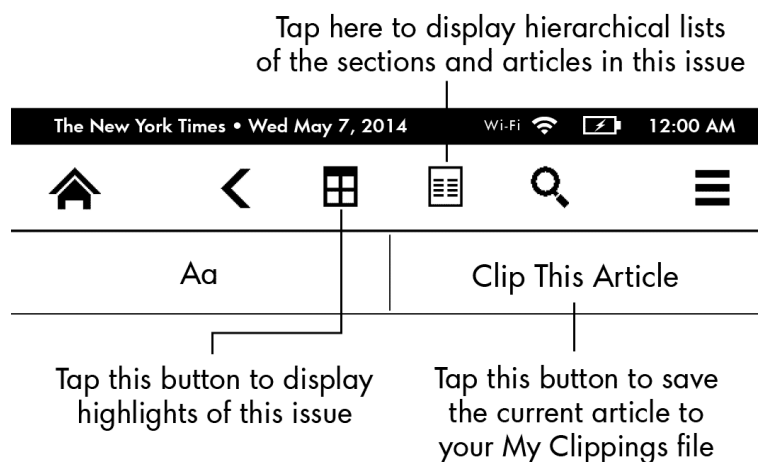 Tap here to display hierarchical lists
of the sections and articles in this issue
The New York Times • Wed May 7, 2014 Wi-Fi 12:00 AM
Aa
Clip This Article
Tap this button to display
highlights of this issue
Tap this button to save
the current article to
your My Clippings file